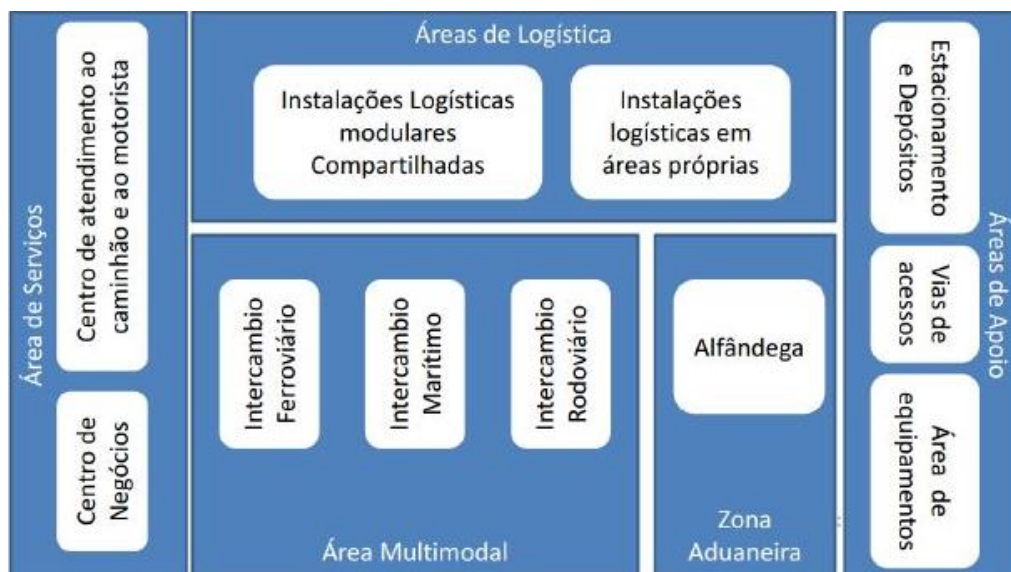 Área de Serviços
Centro de atendimento ao
caminhão e ao motorista
Centro de
Negócios
Áreas de Logística
Instalações Logísticas
modulares
Compartilhadas
Instalações
logísticas em
áreas próprias
Intercambio
Ferroviário
Intercambio
Marítimo
Intercambio
Rodoviário
Área Multimodal
Alfândega
Zona
Aduaneira
Estacionamento
e Depósitos
Vias de
acessos
Área de
equipamentos
Áreas de Apoio